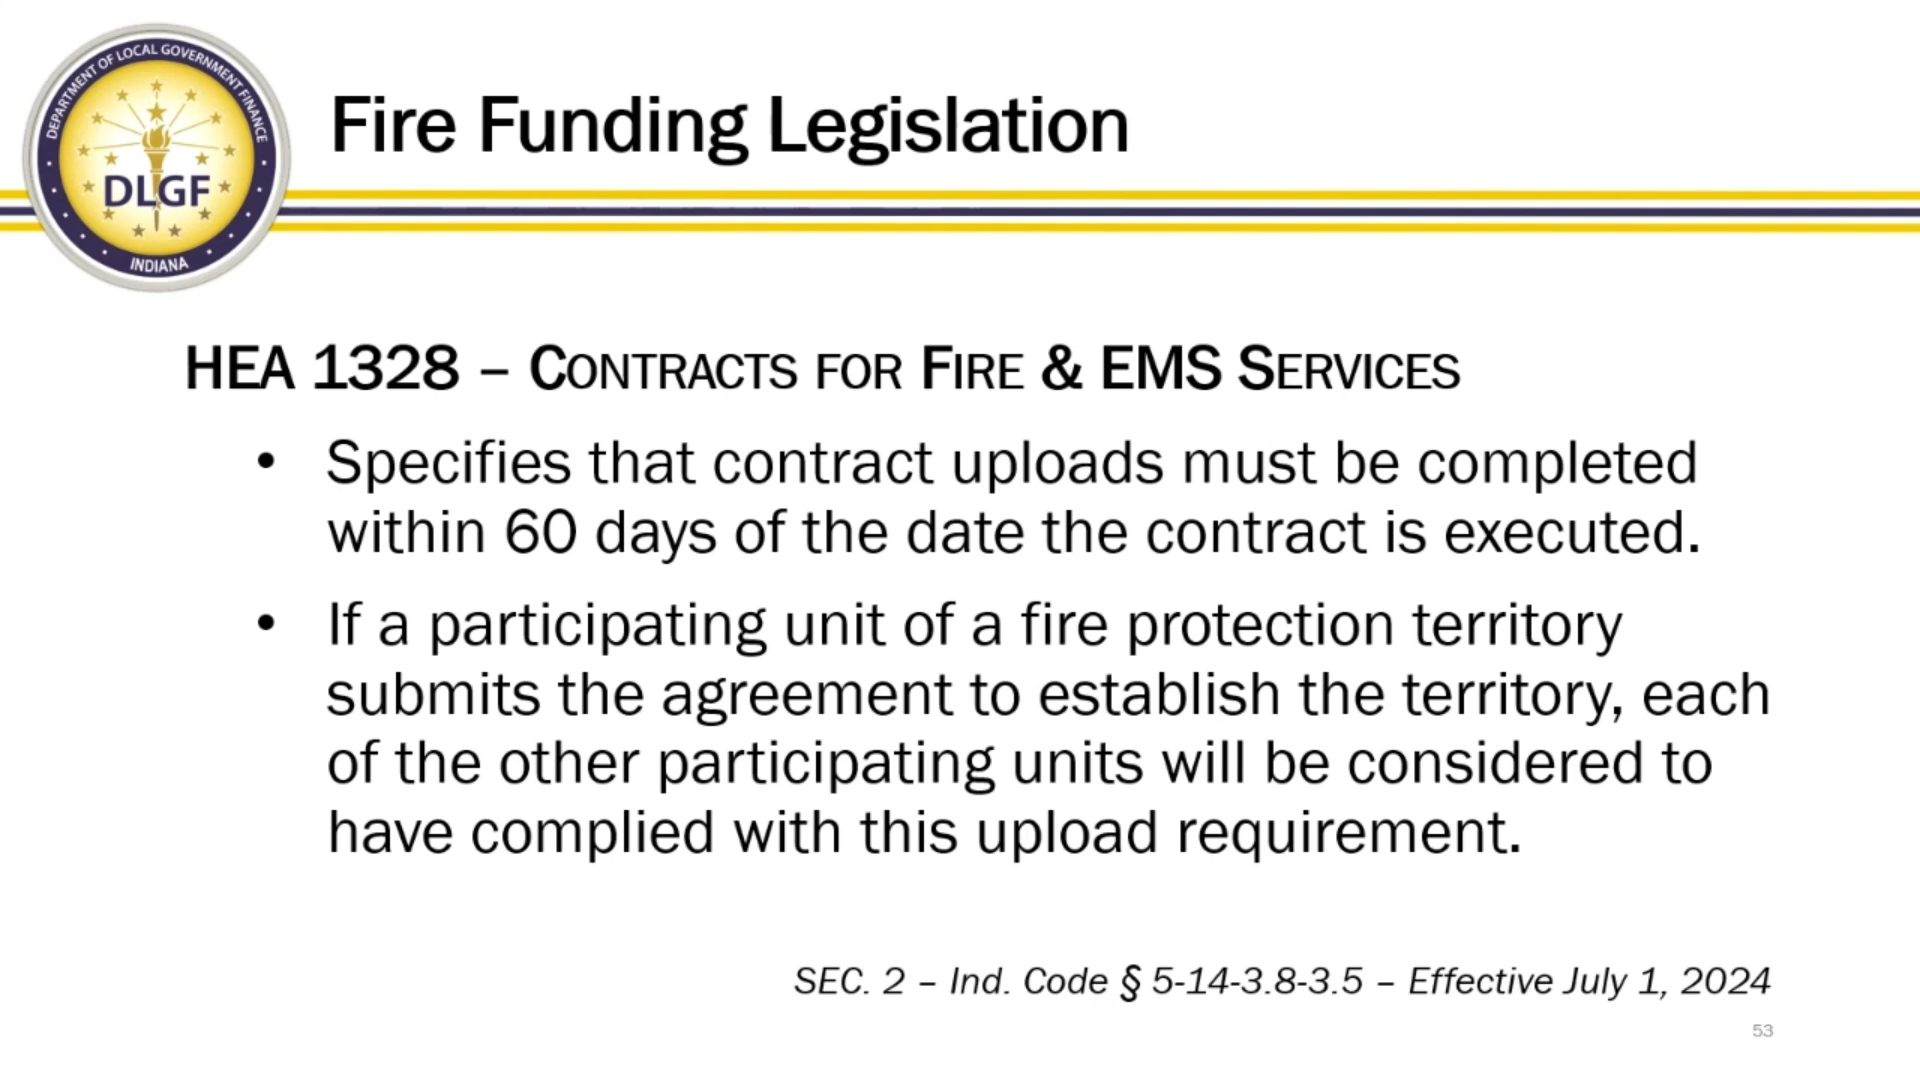 DEPARTMENT OF LOCAL GOVERNMENT FINANCE
DLGF
INDIANA
Fire Funding Legislation
HEA 1328 – CONTRACTS FOR FIRE & EMS SERVICES
• Specifies that contract uploads must be completed
within 60 days of the date the contract is executed.
• If a participating unit of a fire protection territory
submits the agreement to establish the territory, each
of the other participating units will be considered to
have complied with this upload requirement.
SEC. 2 – Ind. Code § 5-14-3.8-3.5 – Effective July 1, 2024
53